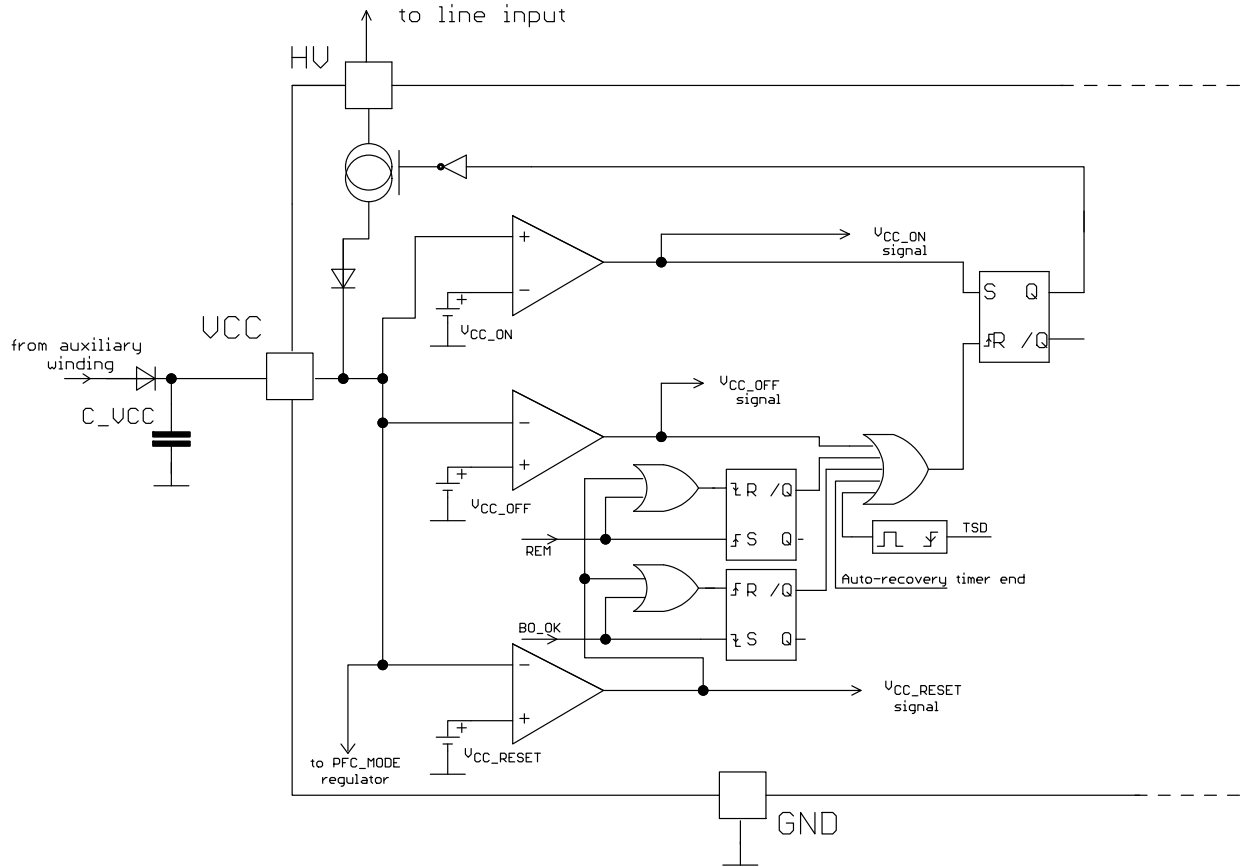 to line input
HV
VCC_ON
signal
+
−
+
VCC_ON
S Q
R /Q
VCC
from auxiliary
winding
C_VCC
VCC_OFF
signal
−
+
+
VCC_OFF
R /Q
S Q
REM
TSD
Auto-recovery timer end
R /Q
S Q
BO_OK
−
+
+
VCC_RESET
VCC_RESET
signal
to PFC_MODE
regulator
GND